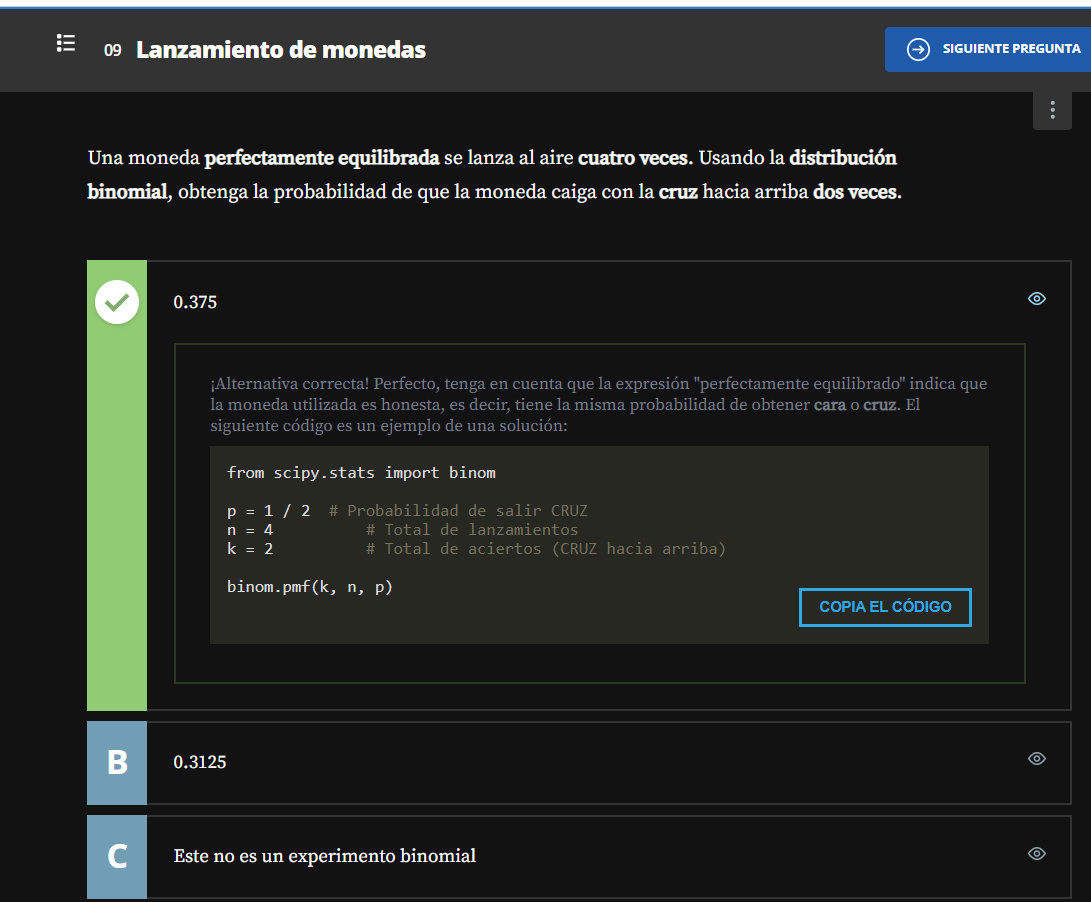 09 Lanzamiento de monedas
SIGUIENTE PREGUNTA
Una moneda perfectamente equilibrada se lanza al aire cuatro veces. Usando la distribución
binomial, obtenga la probabilidad de que la moneda caiga con la cruz hacia arriba dos veces.
0.375
¡Alternativa correcta! Perfecto, tenga en cuenta que la expresión "perfectamente equilibrado" indica que
la moneda utilizada es honesta, es decir, tiene la misma probabilidad de obtener cara o cruz. El
siguiente código es un ejemplo de una solución:
from scipy.stats import binom
p = 1 / 2  # Probabilidad de salir CRUZ
n = 4          # Total de lanzamientos
k = 2          # Total de aciertos (CRUZ hacia arriba)
binom.pmf(k, n, p)
COPIA EL CÓDIGO
B
0.3125
C
Este no es un experimento binomial